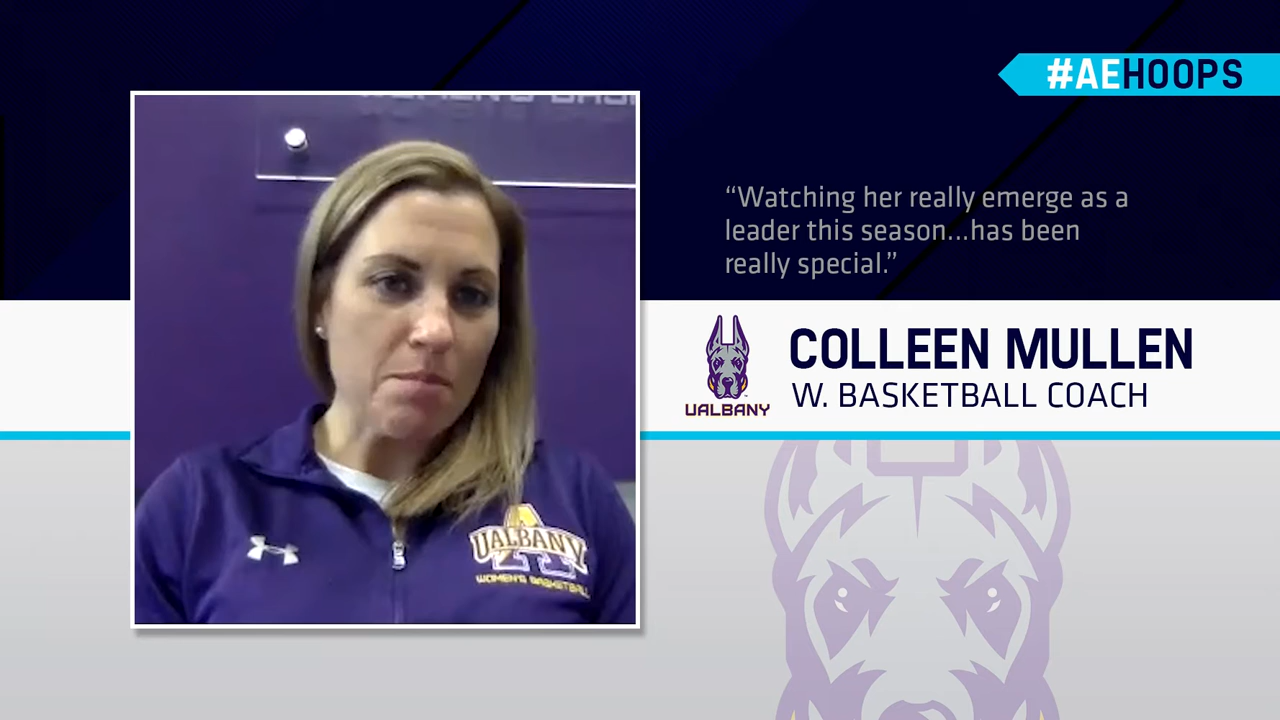 #AEHOOPS
“Watching her really emerge as a
leader this season...has been
really special.”
COLLEEN MULLEN
W. BASKETBALL COACH
UALBANY
UALBANY
WOMEN'S BASKETBALL